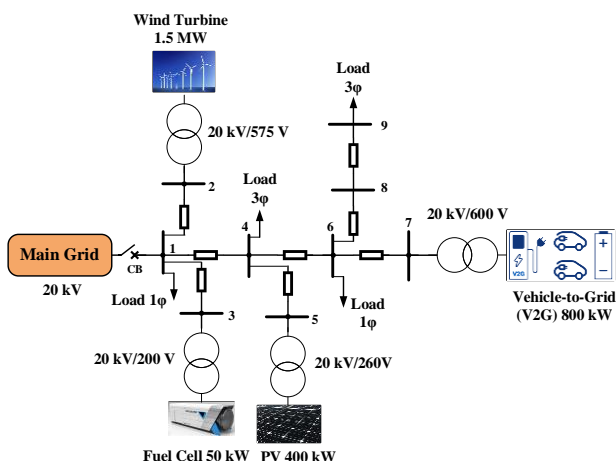 Wind Turbine
1.5 MW
20 kV/575 V
2
Load
3φ
9
8
Load
3φ
4
6
7
20 kV/600 V
Main Grid
20 kV
CB
1
Load 1φ
3
5
Load
1φ
V2G
Vehicle-to-Grid
(V2G) 800 kW
20 kV/200 V
20 kV/260V
Fuel Cell 50 kW
PV 400 kW